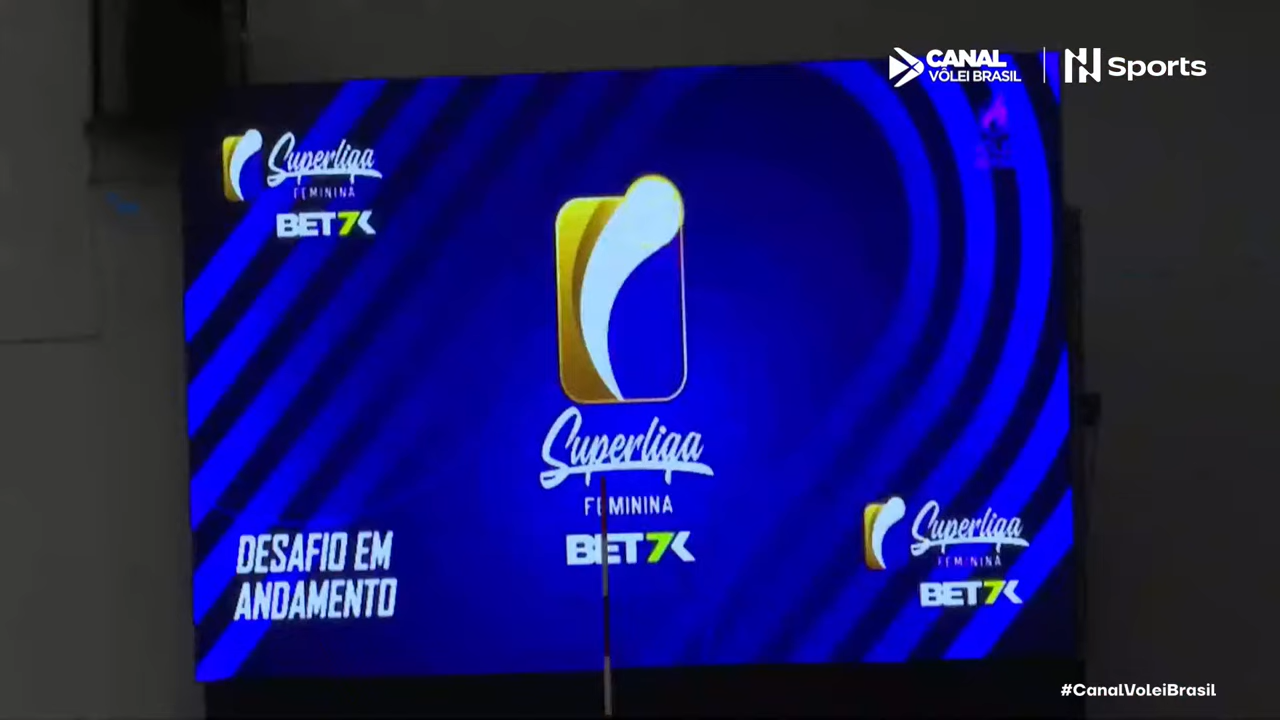 CANAL
VÔLEI BRASIL
N Sports
Superliga
FEMININA
BET7K
Superliga
FEMININA
BET7K
DESAFIO EM
ANDAMENTO
Superliga
FEMININA
BET7K
#CanalVoleiBrasil